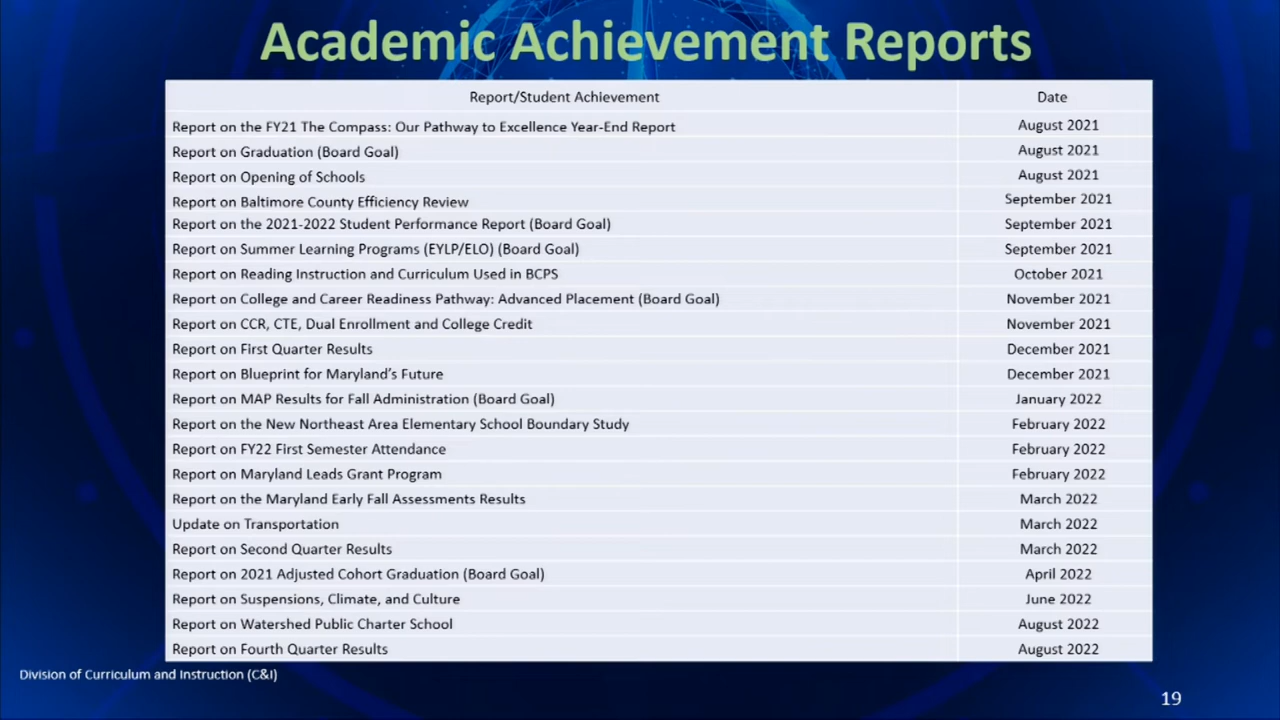 Academic Achievement Reports
Report/Student Achievement Date
Report on the FY21 The Compass: Our Pathway to Excellence Year-End Report August 2021
Report on Graduation (Board Goal) August 2021
Report on Opening of Schools August 2021
Report on Baltimore County Efficiency Review September 2021
Report on the 2021-2022 Student Performance Report (Board Goal) September 2021
Report on Summer Learning Programs (EYLP/ELO) (Board Goal) September 2021
Report on Reading Instruction and Curriculum Used in BCPS October 2021
Report on College and Career Readiness Pathway: Advanced Placement (Board Goal) November 2021
Report on CCR, CTE, Dual Enrollment and College Credit November 2021
Report on First Quarter Results December 2021
Report on Blueprint for Maryland’s Future December 2021
Report on MAP Results for Fall Administration (Board Goal) January 2022
Report on the New Northeast Area Elementary School Boundary Study February 2022
Report on FY22 First Semester Attendance February 2022
Report on Maryland Leads Grant Program February 2022
Report on the Maryland Early Fall Assessments Results March 2022
Update on Transportation March 2022
Report on Second Quarter Results March 2022
Report on 2021 Adjusted Cohort Graduation (Board Goal) April 2022
Report on Suspensions, Climate, and Culture June 2022
Report on Watershed Public Charter School August 2022
Report on Fourth Quarter Results August 2022
Division of Curriculum and Instruction (C&I)
19